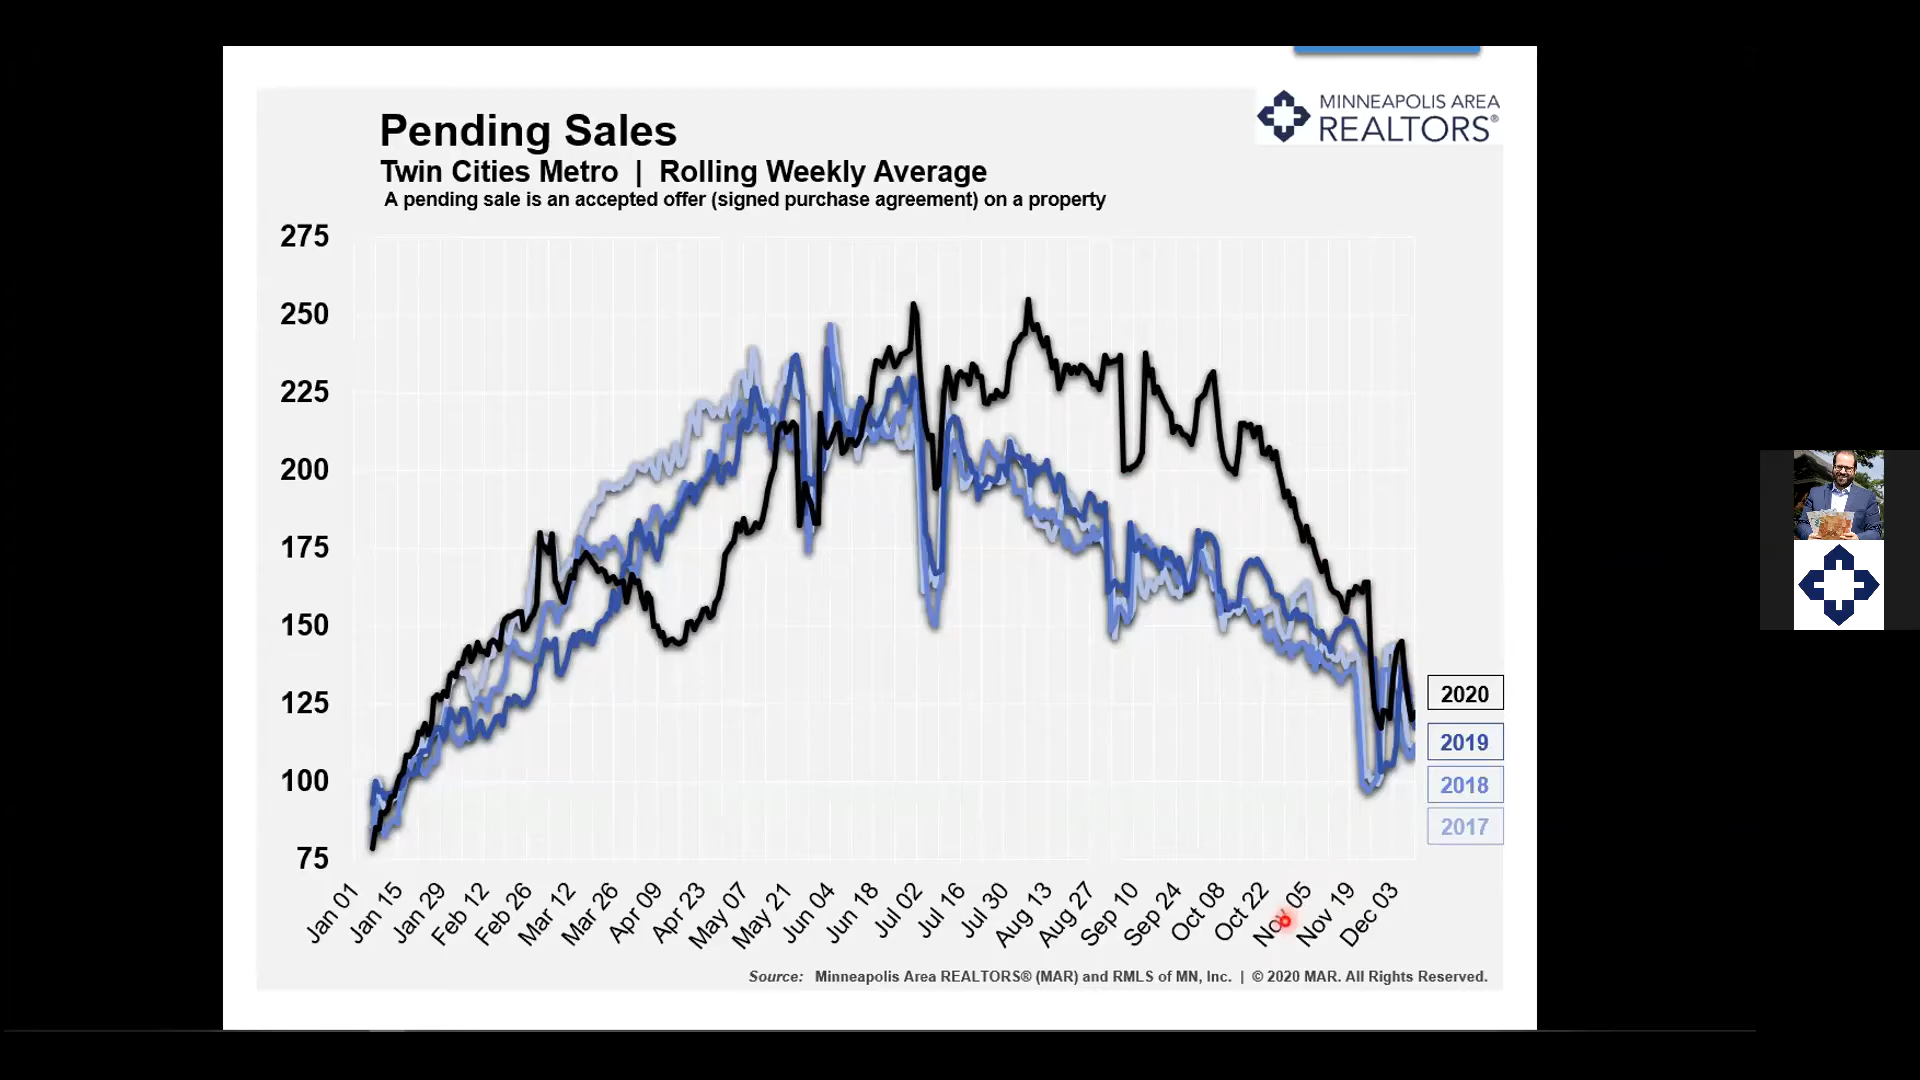 MINNEAPOLIS AREA
REALTORS®
Pending Sales
Twin Cities Metro | Rolling Weekly Average
A pending sale is an accepted offer (signed purchase agreement) on a property
275
250
225
200
175
150
125
100
75
2020
2019
2018
2017
Jan 01
Jan 15
Jan 29
Feb 12
Feb 26
Mar 12
Mar 26
Apr 09
Apr 23
May 07
May 21
Jun 04
Jun 18
Jul 02
Jul 16
Jul 30
Aug 13
Aug 27
Sep 10
Sep 24
Oct 08
Oct 22
Nov 05
Nov 19
Dec 03
Source: Minneapolis Area REALTORS® (MAR) and RMLS of MN, Inc. | © 2020 MAR. All Rights Reserved.